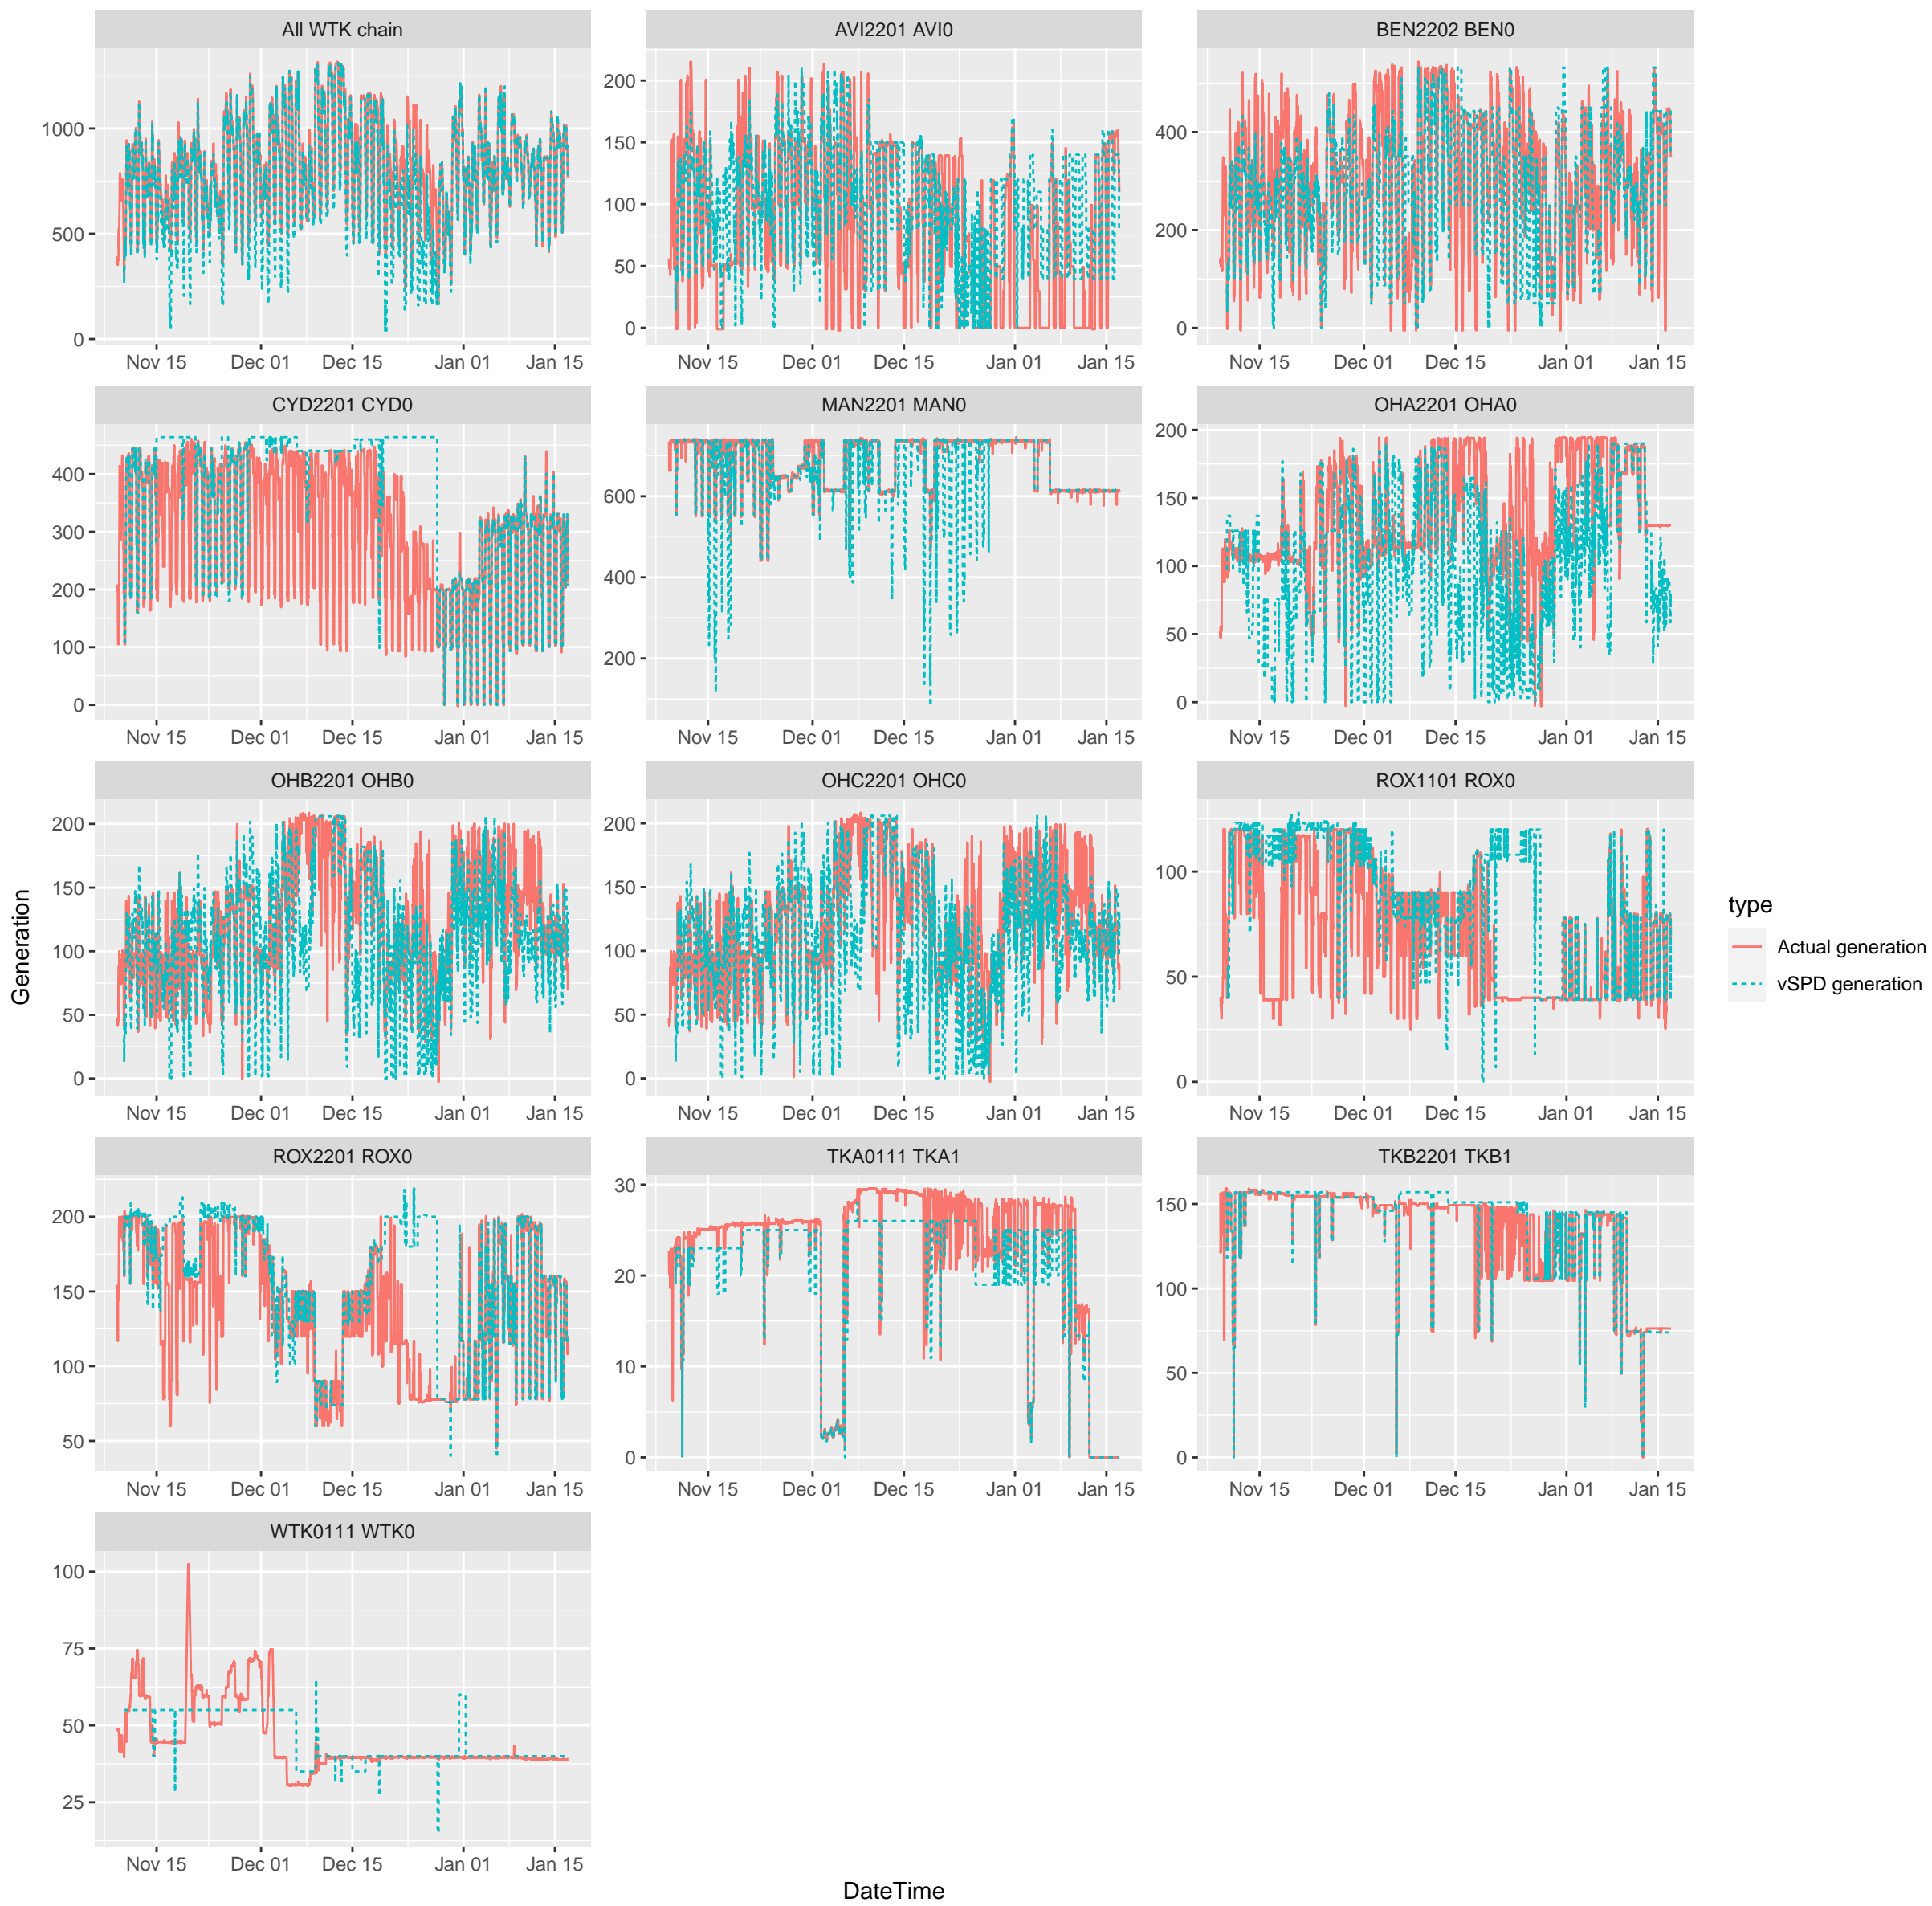 All WTK chain
AVI2201 AVI0
BEN2202 BEN0
1000
500
0
200
150
100
50
0
400
200
0
Nov 15 Dec 01 Dec 15 Jan 01 Jan 15
Nov 15 Dec 01 Dec 15 Jan 01 Jan 15
Nov 15 Dec 01 Dec 15 Jan 01 Jan 15
CYD2201 CYD0
MAN2201 MAN0
OHA2201 OHA0
400
300
200
100
0
600
400
200
200
150
100
50
0
Nov 15 Dec 01 Dec 15 Jan 01 Jan 15
Nov 15 Dec 01 Dec 15 Jan 01 Jan 15
Nov 15 Dec 01 Dec 15 Jan 01 Jan 15
OHB2201 OHB0
OHC2201 OHC0
ROX1101 ROX0
200
150
100
50
0
200
150
100
50
0
100
50
0
Nov 15 Dec 01 Dec 15 Jan 01 Jan 15
Nov 15 Dec 01 Dec 15 Jan 01 Jan 15
Nov 15 Dec 01 Dec 15 Jan 01 Jan 15
ROX2201 ROX0
TKA0111 TKA1
TKB2201 TKB1
200
150
100
50
30
20
10
0
150
100
50
0
Nov 15 Dec 01 Dec 15 Jan 01 Jan 15
Nov 15 Dec 01 Dec 15 Jan 01 Jan 15
Nov 15 Dec 01 Dec 15 Jan 01 Jan 15
WTK0111 WTK0
100
75
50
25
Nov 15 Dec 01 Dec 15 Jan 01 Jan 15
Generation
DateTime
type
Actual generation
vSPD generation